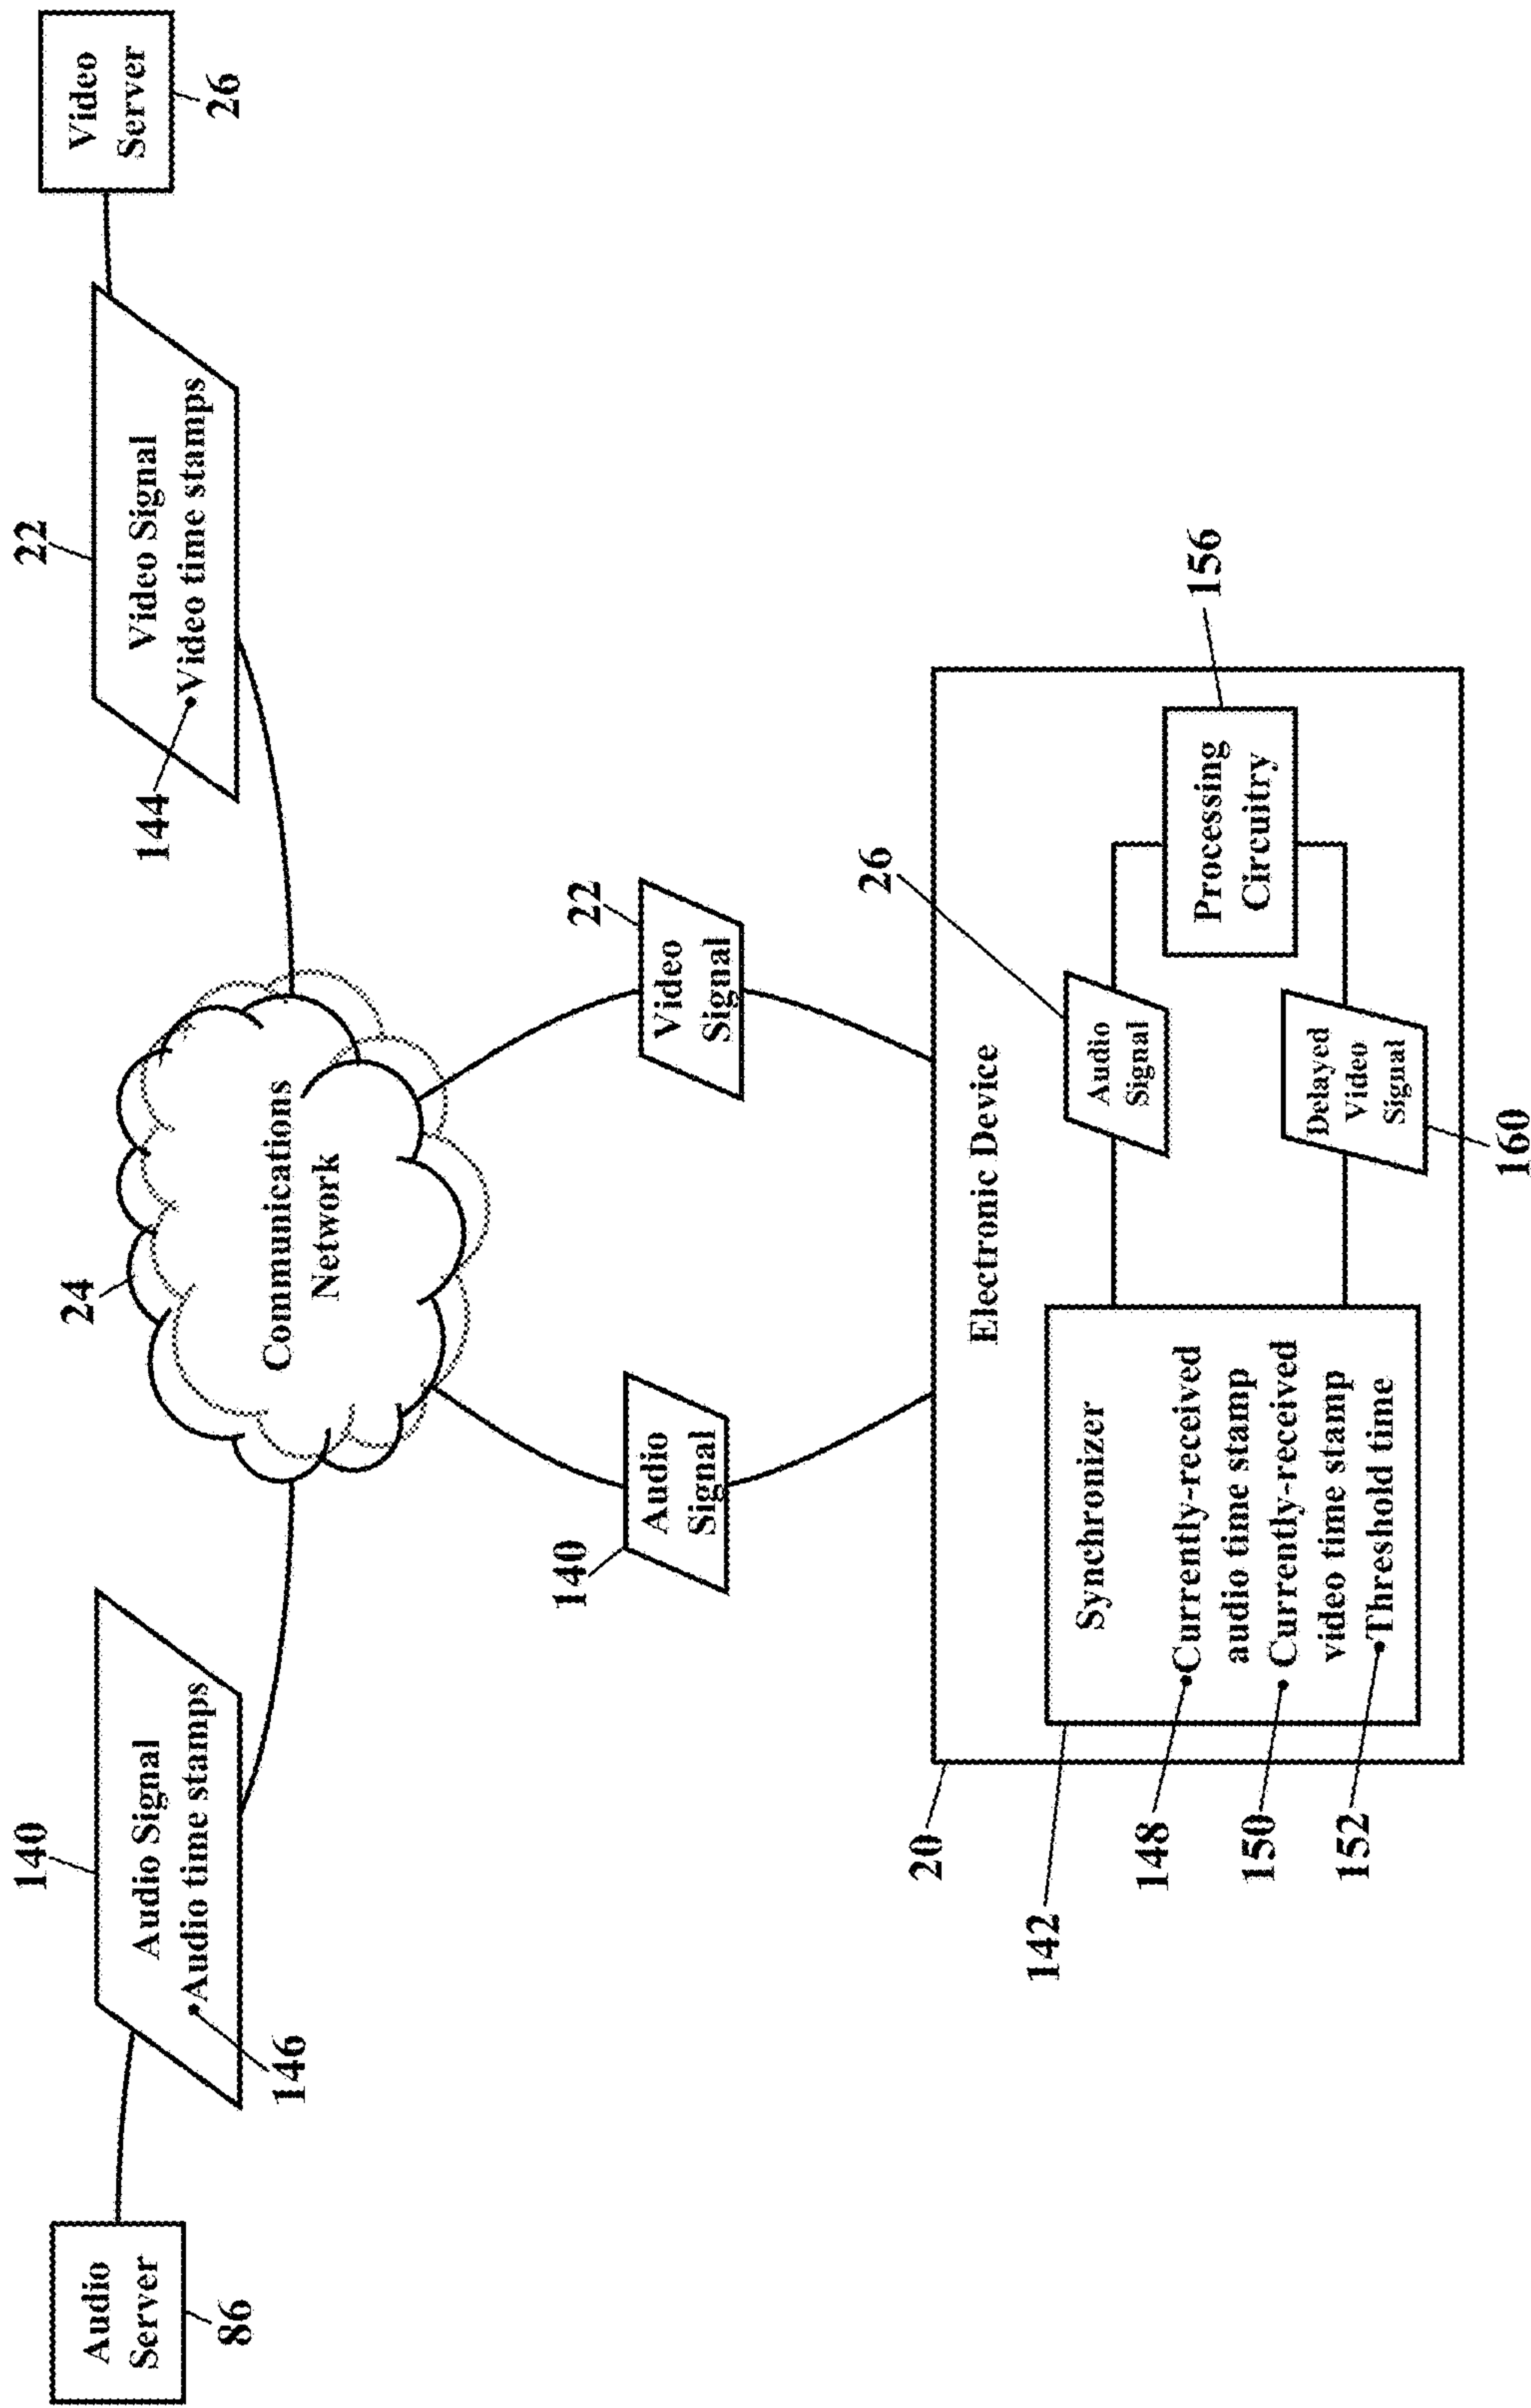 140
22
Audio
Server
86
Audio Signal
•Audio time stamps
146
24
Communications
Network
Video Signal
•Video time stamps
144
Video
Server
26
140
Audio
Signal
22
Video
Signal
Electronic Device
20
142
Synchronizer
148
•Currently-received
audio time stamp
150
•Currently-received
video time stamp
152
•Threshold time
26
Audio
Signal
Delayed
Video
Signal
160
Processing
Circuitry
156